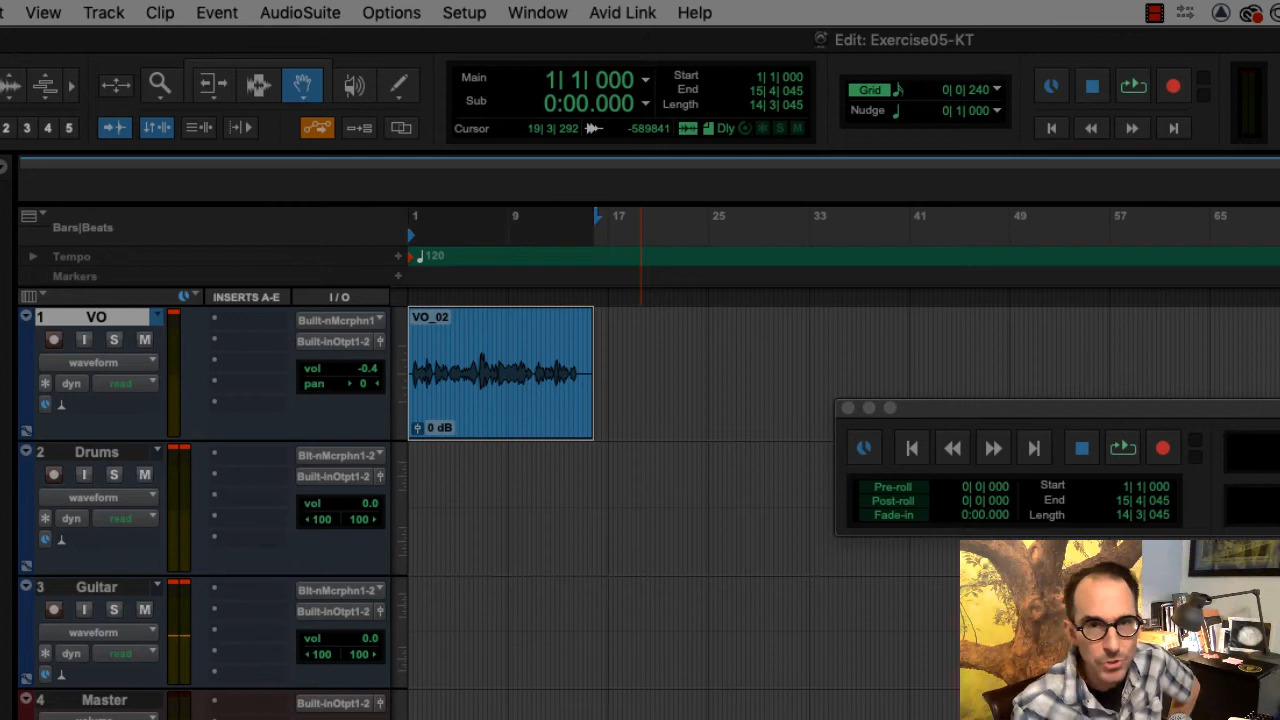 View Track Clip Event AudioSuite Options Setup Window Avid Link Help
Edit: Exercise05-KT
Main 1| 1| 000
Sub 0:00.000
Start 1| 1| 000
End 15| 4| 045
Length 14| 3| 045
Cursor 19| 3| 292 -589841 Dly S M
Grid 0| 0| 240
Nudge 0| 1| 000
2 3 4 5
Bars|Beats
1 9 17 25 33 41 49 57 65
Tempo
120
Markers
INSERTS A-E I / O
1 VO
I S M
waveform
dyn read
Built-nMcrphn1
Built-inOtpt1-2
vol -0.4
pan 0
VO_02
0 dB
2 Drums
I S M
waveform
dyn read
Blt-nMcrphn1-2
Built-inOtpt1-2
vol 0.0
100 100
3 Guitar
I S M
waveform
dyn read
Blt-nMcrphn1-2
Built-inOtpt1-2
vol 0.0
100 100
4 Master
Built-inOtpt1-2
Pre-roll 0| 0| 000
Post-roll 0| 0| 000
Fade-in 0:00.000
Start 1| 1| 000
End 15| 4| 045
Length 14| 3| 045